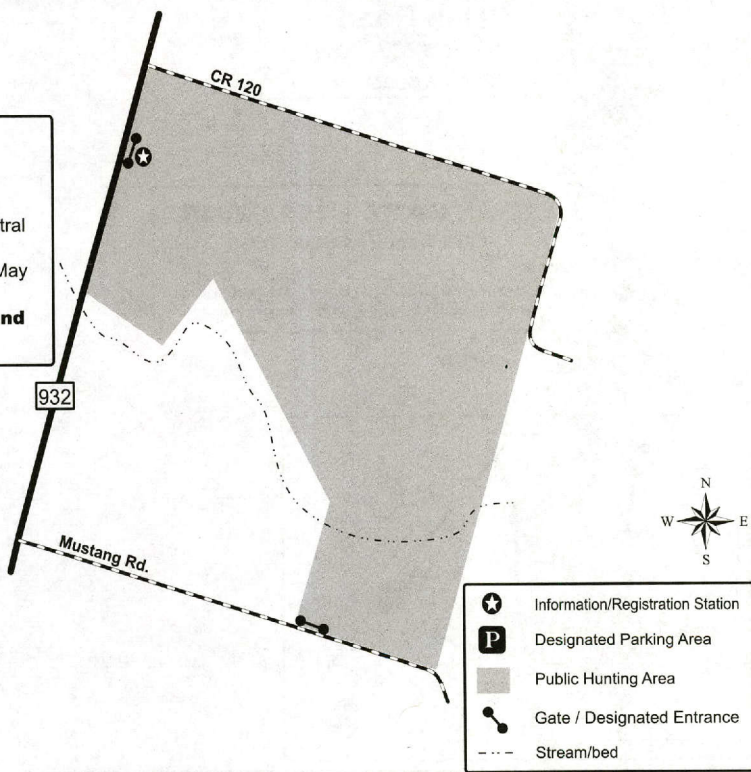 CR 120
tral
May
nd
932
Mustang Rd.
N
W E
S
Information/Registration Station
P Designated Parking Area
Public Hunting Area
Gate / Designated Entrance
Stream/bed